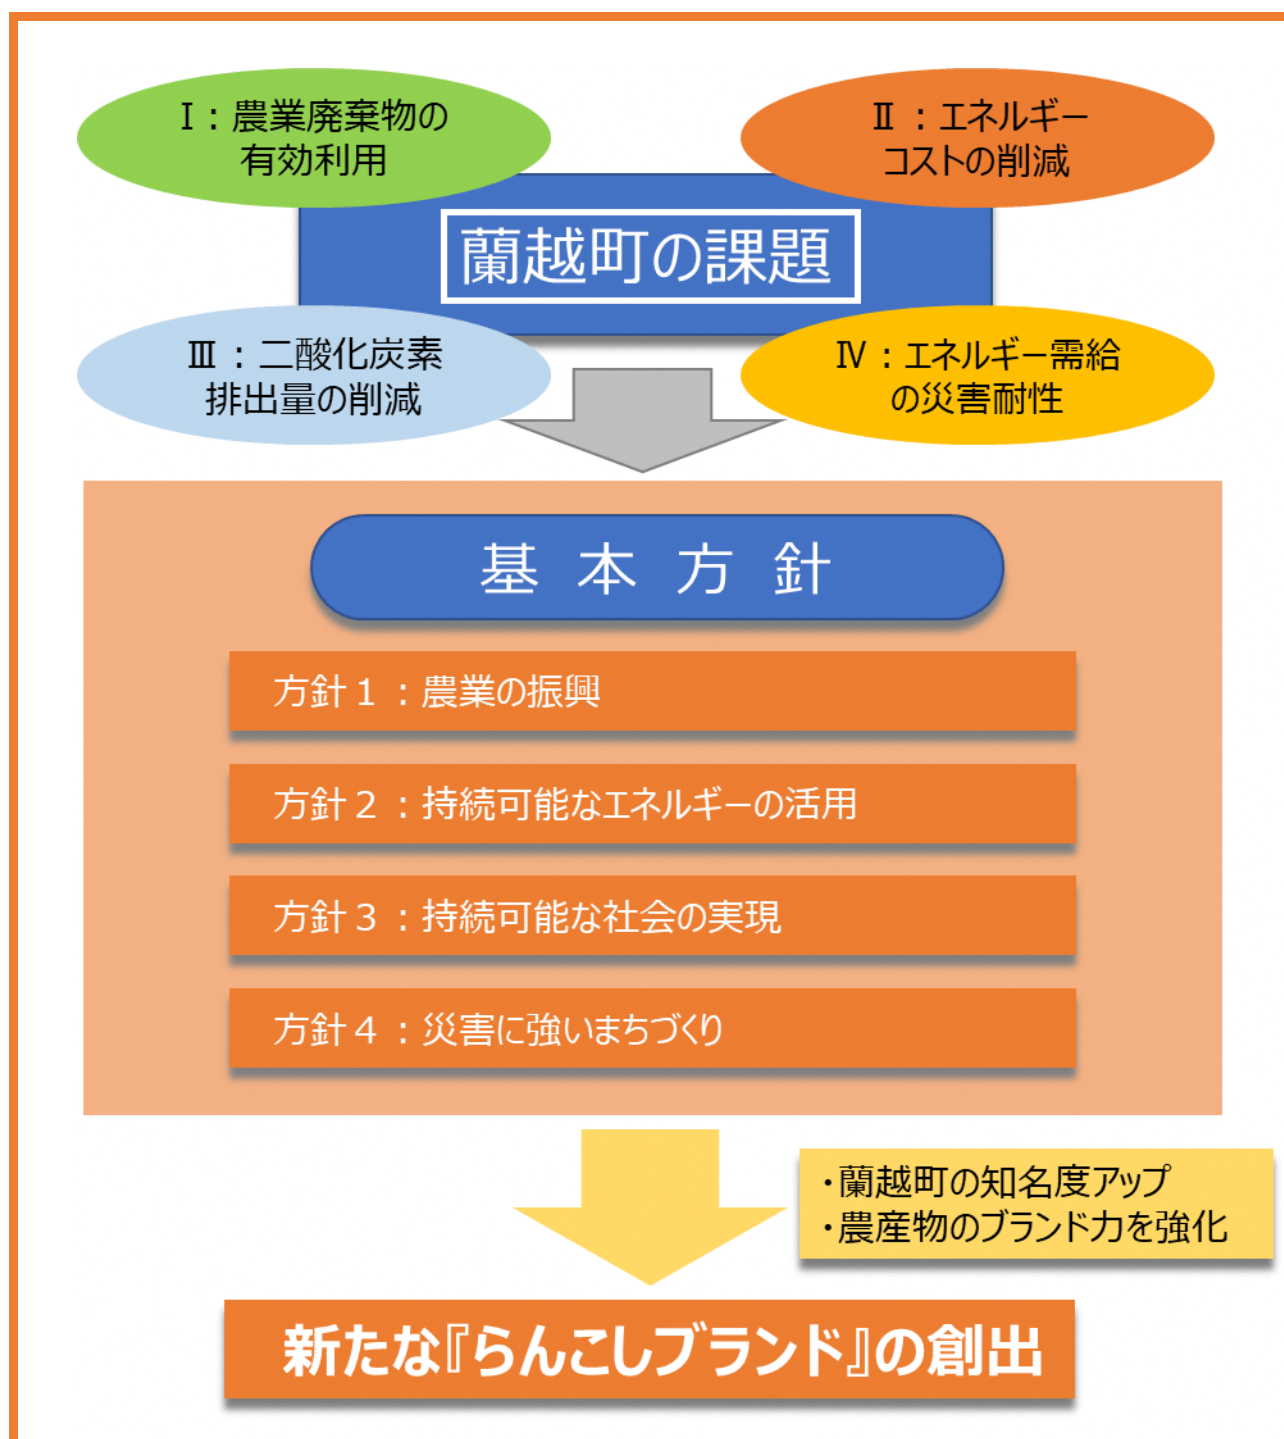 Ⅰ：農業廃棄物の
有効利用
Ⅱ：エネルギー
コストの削減
蘭越町の課題
Ⅲ：二酸化炭素
排出量の削減
Ⅳ：エネルギー需給
の災害耐性
基本方針
方針１：農業の振興
方針２：持続可能なエネルギーの活用
方針３：持続可能な社会の実現
方針４：災害に強いまちづくり
・蘭越町の知名度アップ
・農産物のブランド力を強化
新たな『らんこしブランド』の創出